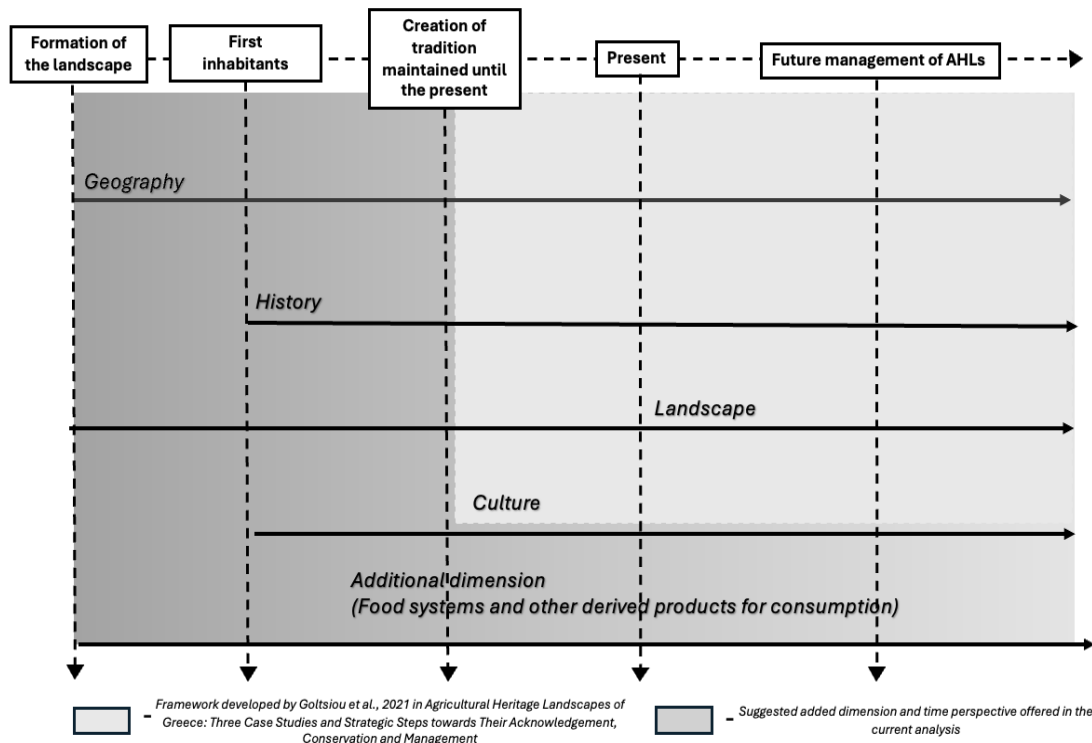 Formation of
the landscape
First
inhabitants
Creation of
tradition
maintained until
the present
Present
Future management of AHLs
Geography
History
Landscape
Culture
Additional dimension
(Food systems and other derived products for consumption)
- Framework developed by Goltsiou et al., 2021 in Agricultural Heritage Landscapes of
Greece: Three Case Studies and Strategic Steps towards Their Acknowledgement,
Conservation and Management
- Suggested added dimension and time perspective offered in the
current analysis